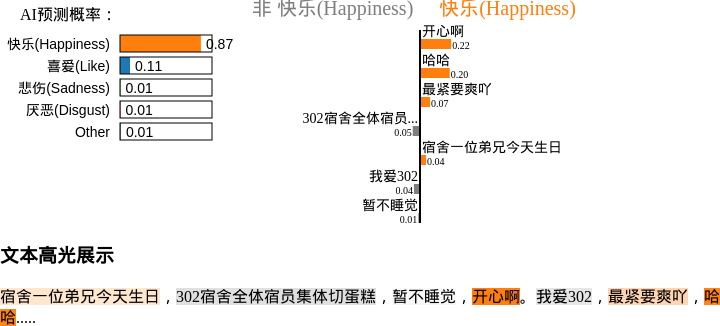 AI预测概率：
快乐(Happiness) 0.87
喜爱(Like) 0.11
悲伤(Sadness) 0.01
厌恶(Disgust) 0.01
Other 0.01
非 快乐(Happiness) 快乐(Happiness)
开心啊
0.22
哈哈
0.20
最紧要爽吖
0.07
302宿舍全体宿员...
0.05
宿舍一位弟兄今天生日
0.04
我爱302
0.04
暂不睡觉
0.01
文本高光展示
宿舍一位弟兄今天生日，302宿舍全体宿员集体切蛋糕，暂不睡觉，开心啊。我爱302，最紧要爽吖，哈
哈.....